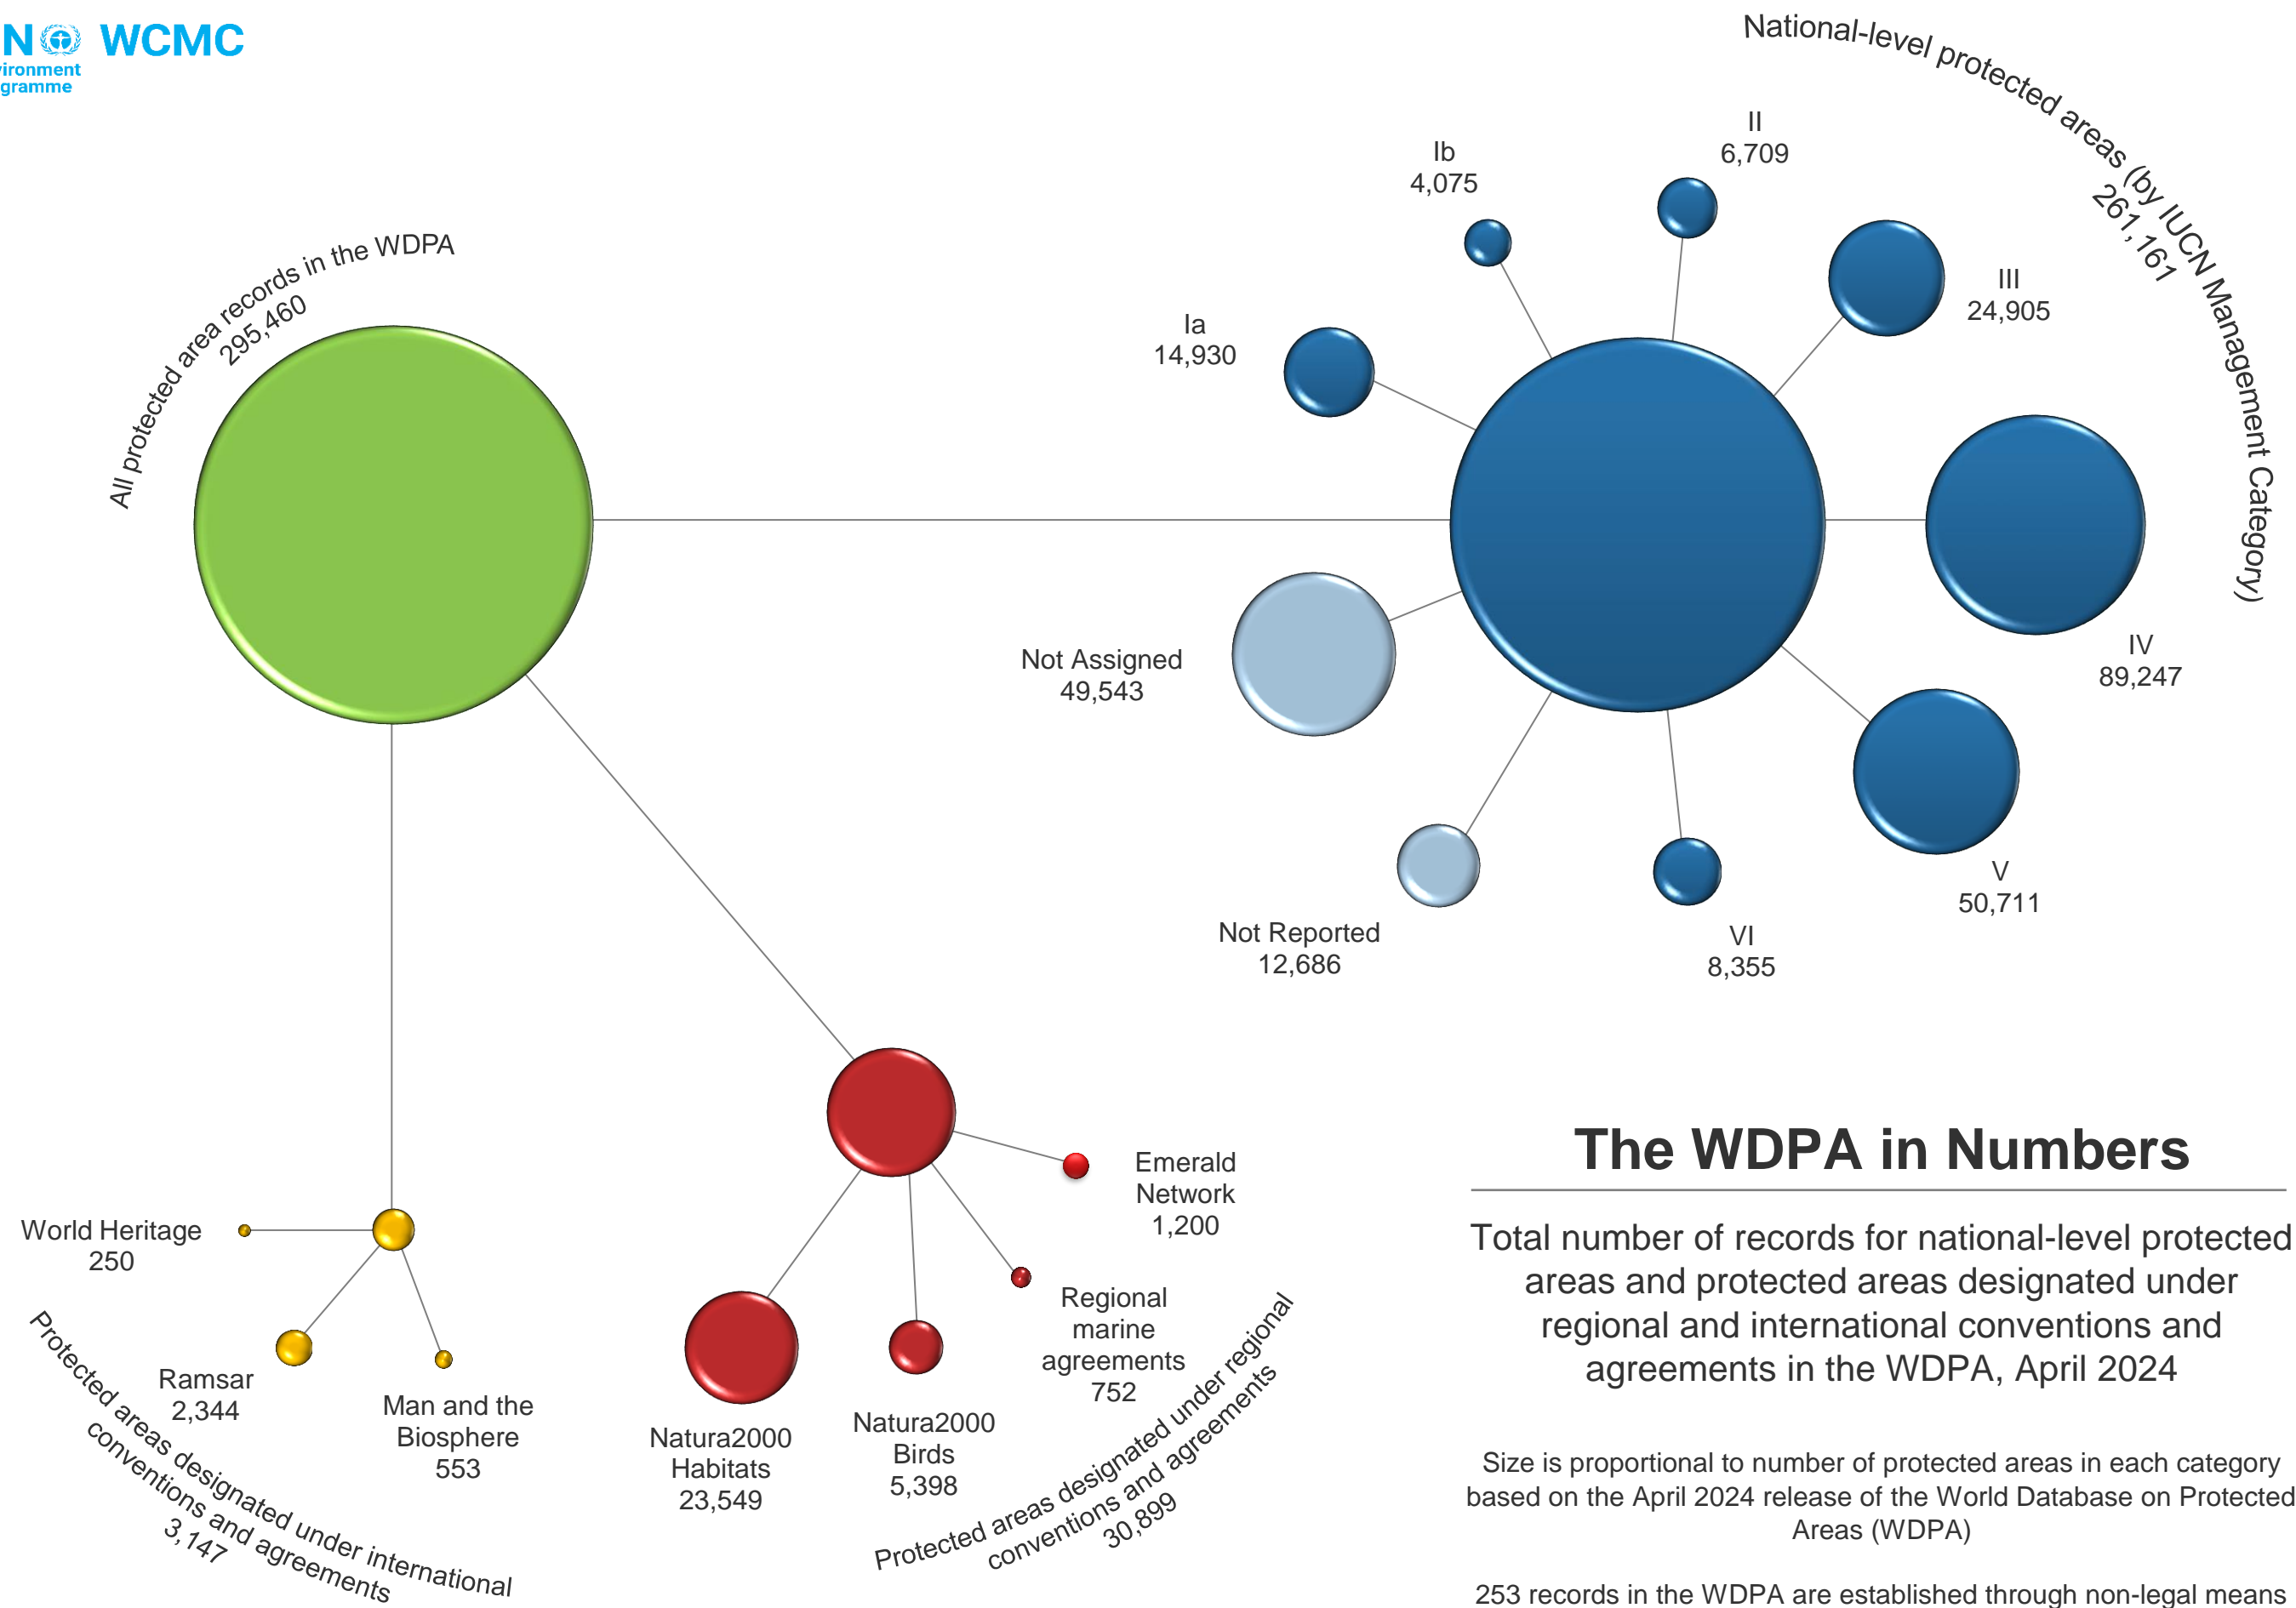 N WCMC
vironment
gramme
National-level protected areas (by IUCN Management Category)
261,161
II
6,709
Ib
4,075
III
24,905
All protected area records in the WDPA
295,460
Ia
14,930
IV
89,247
Not Assigned
49,543
V
50,711
Not Reported
12,686
VI
8,355
World Heritage
250
Ramsar
2,344
Man and the
Biosphere
553
Protected areas designated under international
conventions and agreements
3,147
Emerald
Network
1,200
Regional
marine
agreements
752
Natura2000
Birds
5,398
Natura2000
Habitats
23,549
Protected areas designated under regional
conventions and agreements
30,899
The WDPA in Numbers
Total number of records for national-level protected
areas and protected areas designated under
regional and international conventions and
agreements in the WDPA, April 2024
Size is proportional to number of protected areas in each category
based on the April 2024 release of the World Database on Protected
Areas (WDPA)
253 records in the WDPA are established through non-legal means